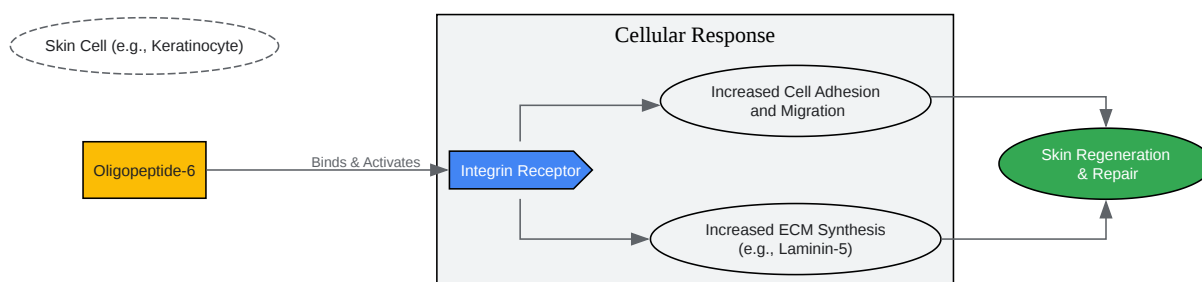 Cellular Response
Skin Cell (e.g., Keratinocyte)
Increased Cell Adhesion
and Migration
Oligopeptide-6
Binds & Activates
Integrin Receptor
Skin Regeneration
& Repair
Increased ECM Synthesis
(e.g., Laminin-5)